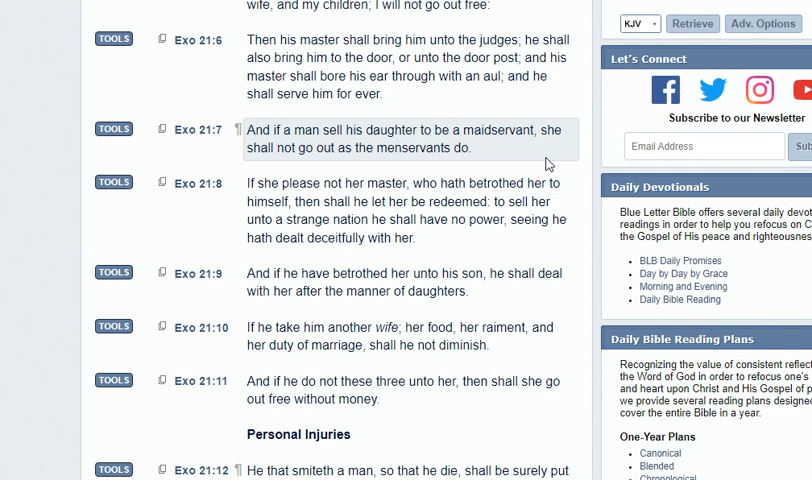 wife, and my children; I will not go out free:
TOOLS Exo 21:6 Then his master shall bring him unto the judges; he shall
also bring him to the door, or unto the door post; and his
master shall bore his ear through with an aul; and he
shall serve him for ever.
TOOLS Exo 21:7 ¶ And if a man sell his daughter to be a maidservant, she
shall not go out as the menservants do.
TOOLS Exo 21:8 If she please not her master, who hath betrothed her to
himself, then shall he let her be redeemed: to sell her
unto a strange nation he shall have no power, seeing he
hath dealt deceitfully with her.
TOOLS Exo 21:9 And if he have betrothed her unto his son, he shall deal
with her after the manner of daughters.
TOOLS Exo 21:10 If he take him another wife; her food, her raiment, and
her duty of marriage, shall he not diminish.
TOOLS Exo 21:11 And if he do not these three unto her, then shall she go
out free without money.
Personal Injuries
TOOLS Exo 21:12 ¶ He that smiteth a man, so that he die, shall be surely put
KJV Retrieve Adv. Options
Let's Connect
Subscribe to our Newsletter
Email Address Sub
Daily Devotionals
Blue Letter Bible offers several daily devot
readings in order to help you refocus on C
the Gospel of His peace and righteousnes
• BLB Daily Promises
• Day by Day by Grace
• Morning and Evening
• Daily Bible Reading
Daily Bible Reading Plans
Recognizing the value of consistent reflect
the Word of God in order to refocus one's
and heart upon Christ and His Gospel of p
we provide several reading plans designed
cover the entire Bible in a year.
One-Year Plans
• Canonical
• Blended
• Chronological